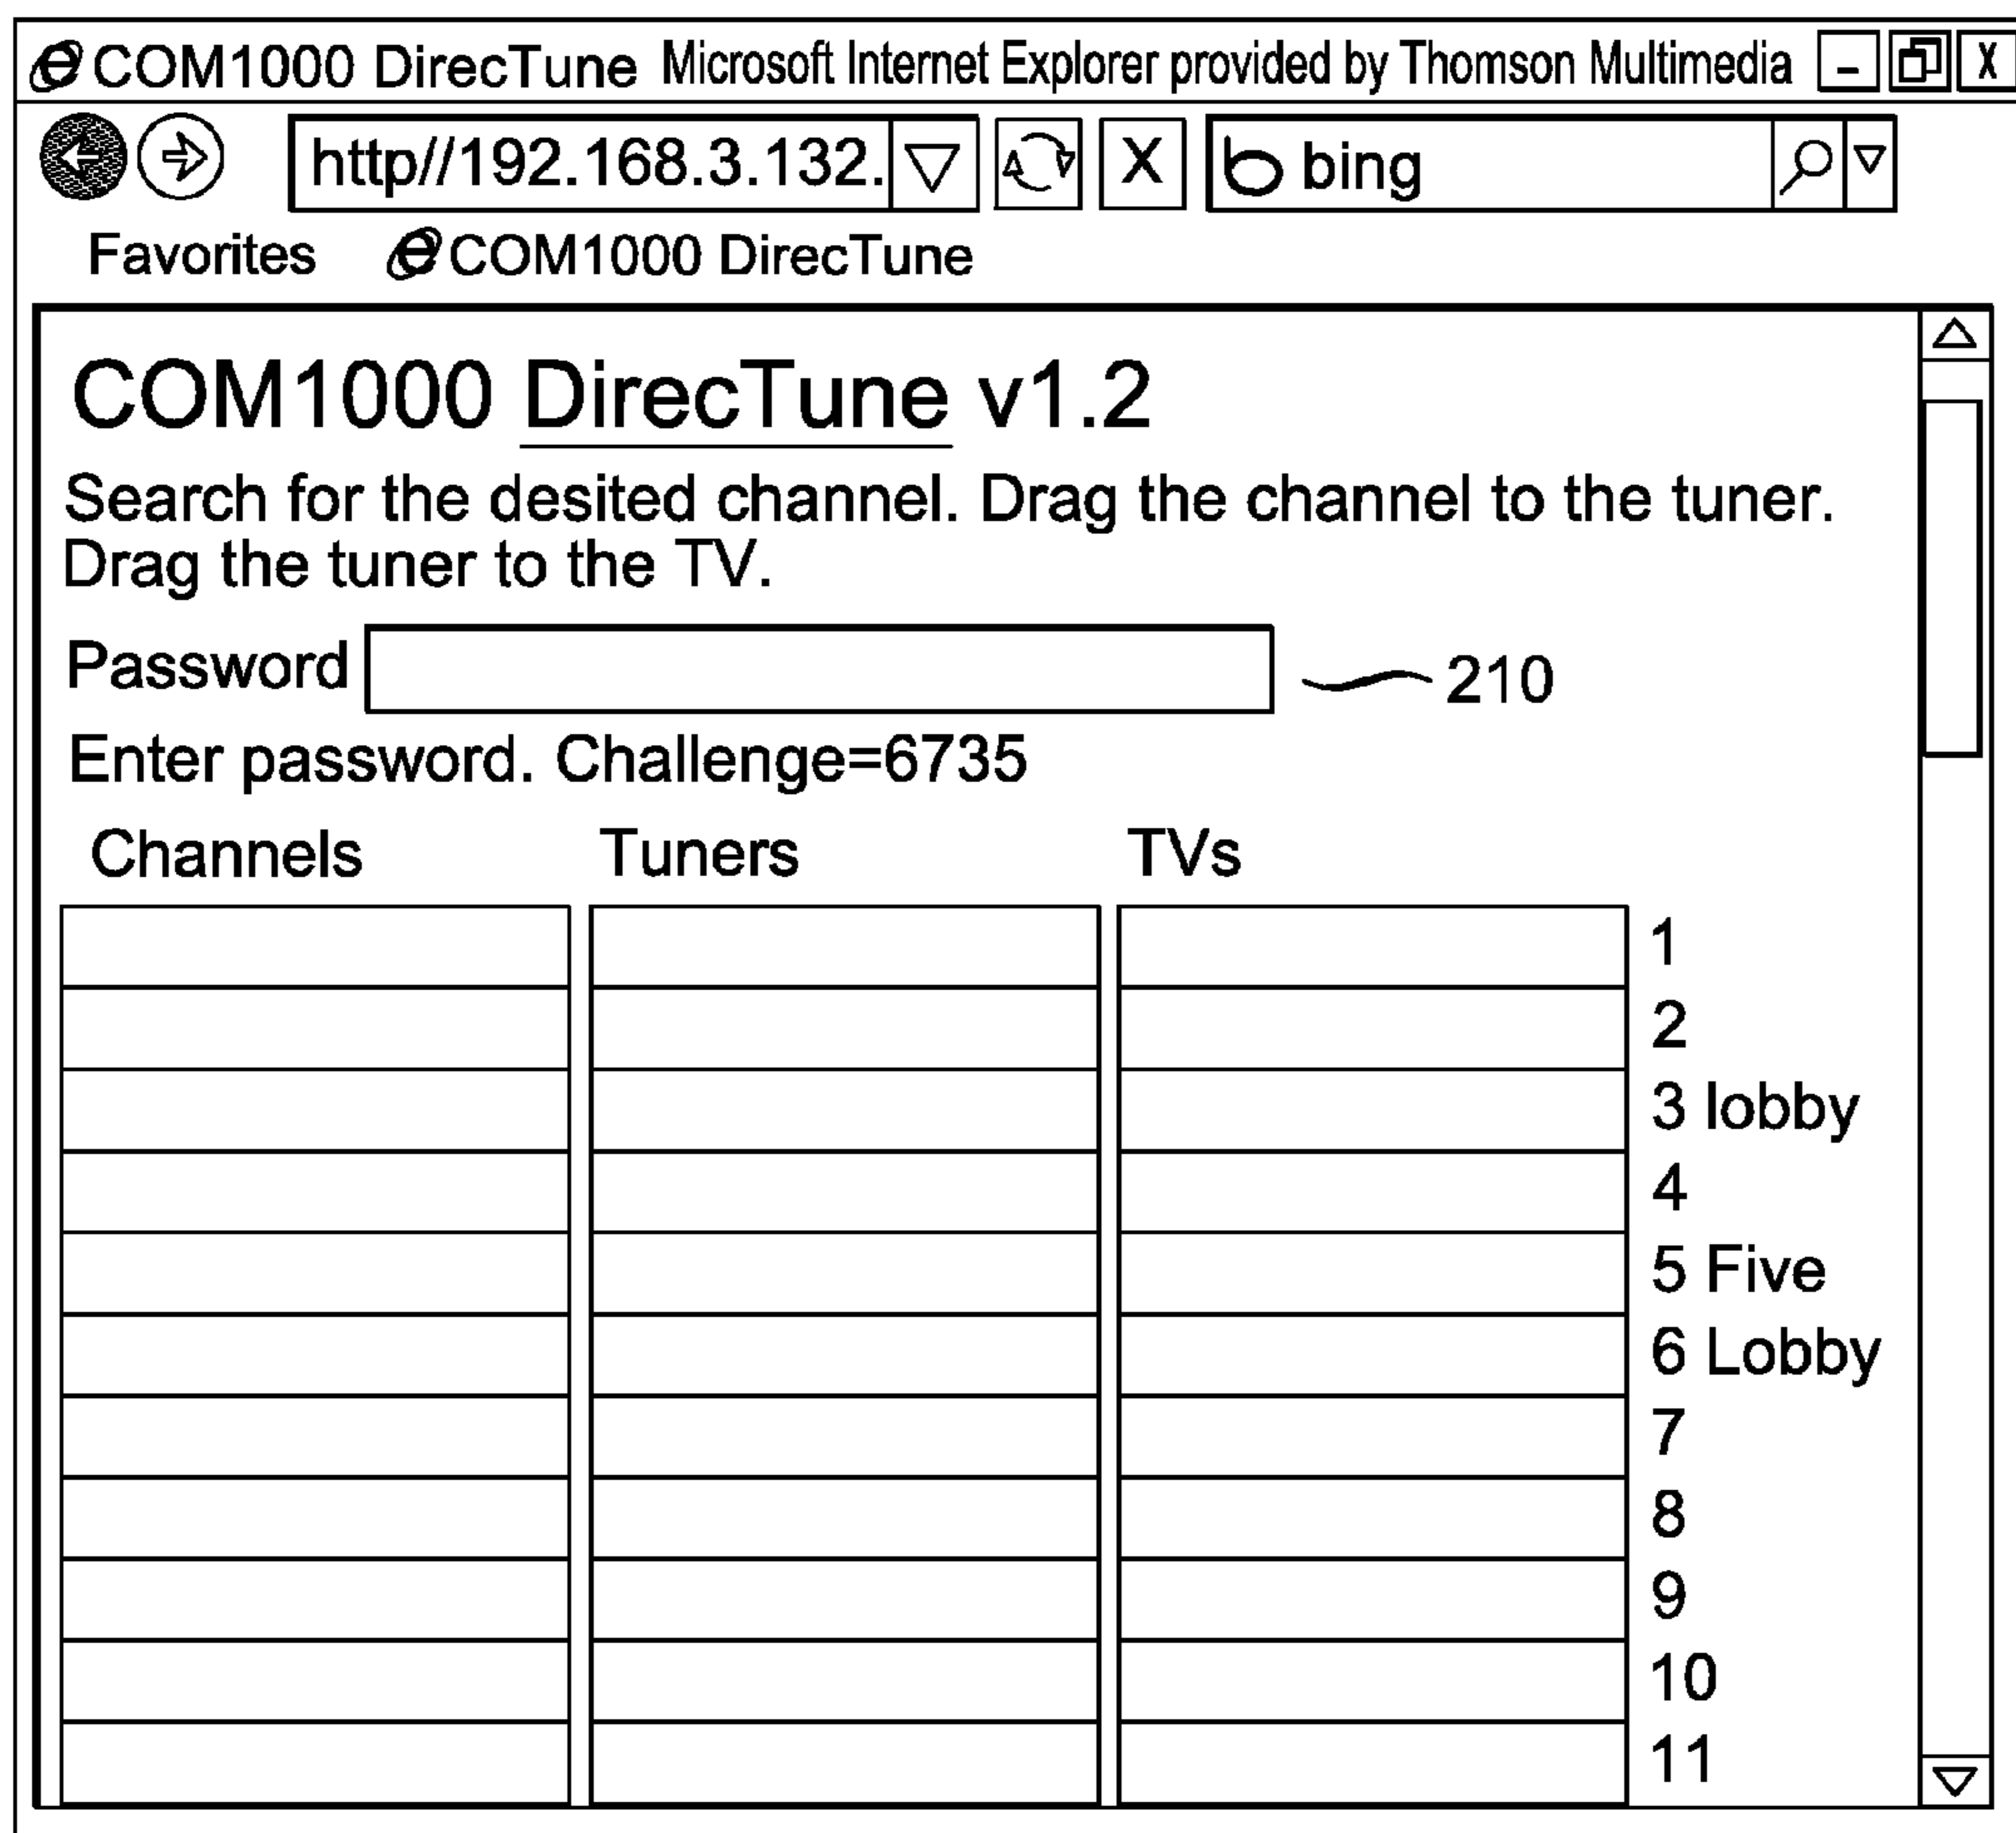 COM1000 DirecTune Microsoft Internet Explorer provided by Thomson Multimedia
http//192.168.3.132. X bing
Favorites COM1000 DirecTune
COM1000 DirecTune v1.2
Search for the desited channel. Drag the channel to the tuner.
Drag the tuner to the TV.
Password 210
Enter password. Challenge=6735
Channels Tuners TVs
1
2
3 lobby
4
5 Five
6 Lobby
7
8
9
10
11